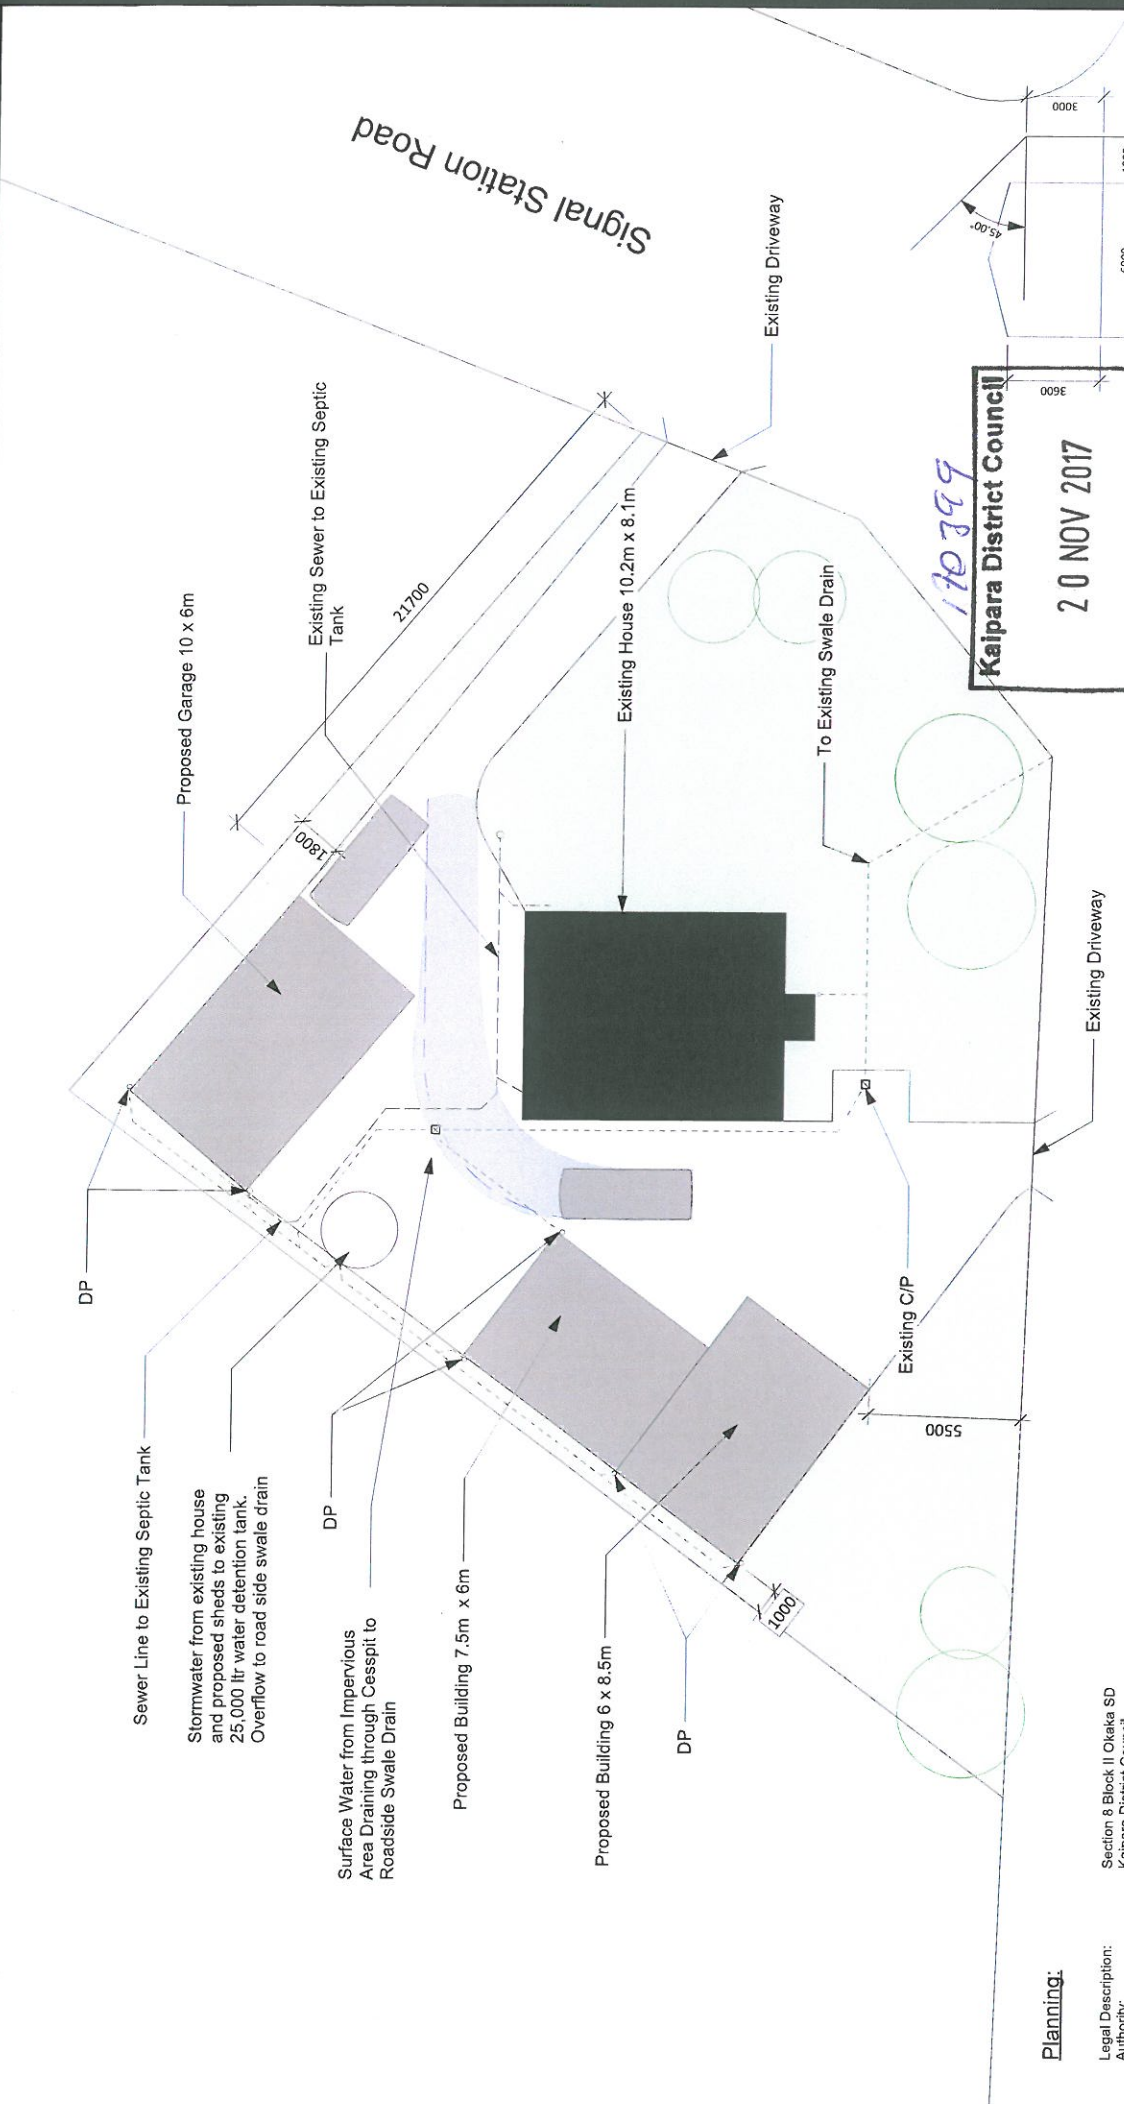 Signal Station Road
Existing Driveway
Proposed Garage 10 x 6m
Existing Sewer to Existing Septic
Tank
21700
1800
Existing House 10.2m x 8.1m
To Existing Swale Drain
3000
45.00°
3600
170399
Kaipara District Council
20 NOV 2017
DP
Sewer Line to Existing Septic Tank
Stormwater from existing house
and proposed sheds to existing
25,000 ltr water detention tank.
Overflow to road side swale drain
DP
Surface Water from Impervious
Area Draining through Cesspit to
Roadside Swale Drain
Proposed Building 7.5m x 6m
Proposed Building 6 x 8.5m
DP
1000
Existing C/P
5500
Existing Driveway
Planning:
Legal Description:
Section 8 Block II Okaka SD
Authority:
Kaipara District Council